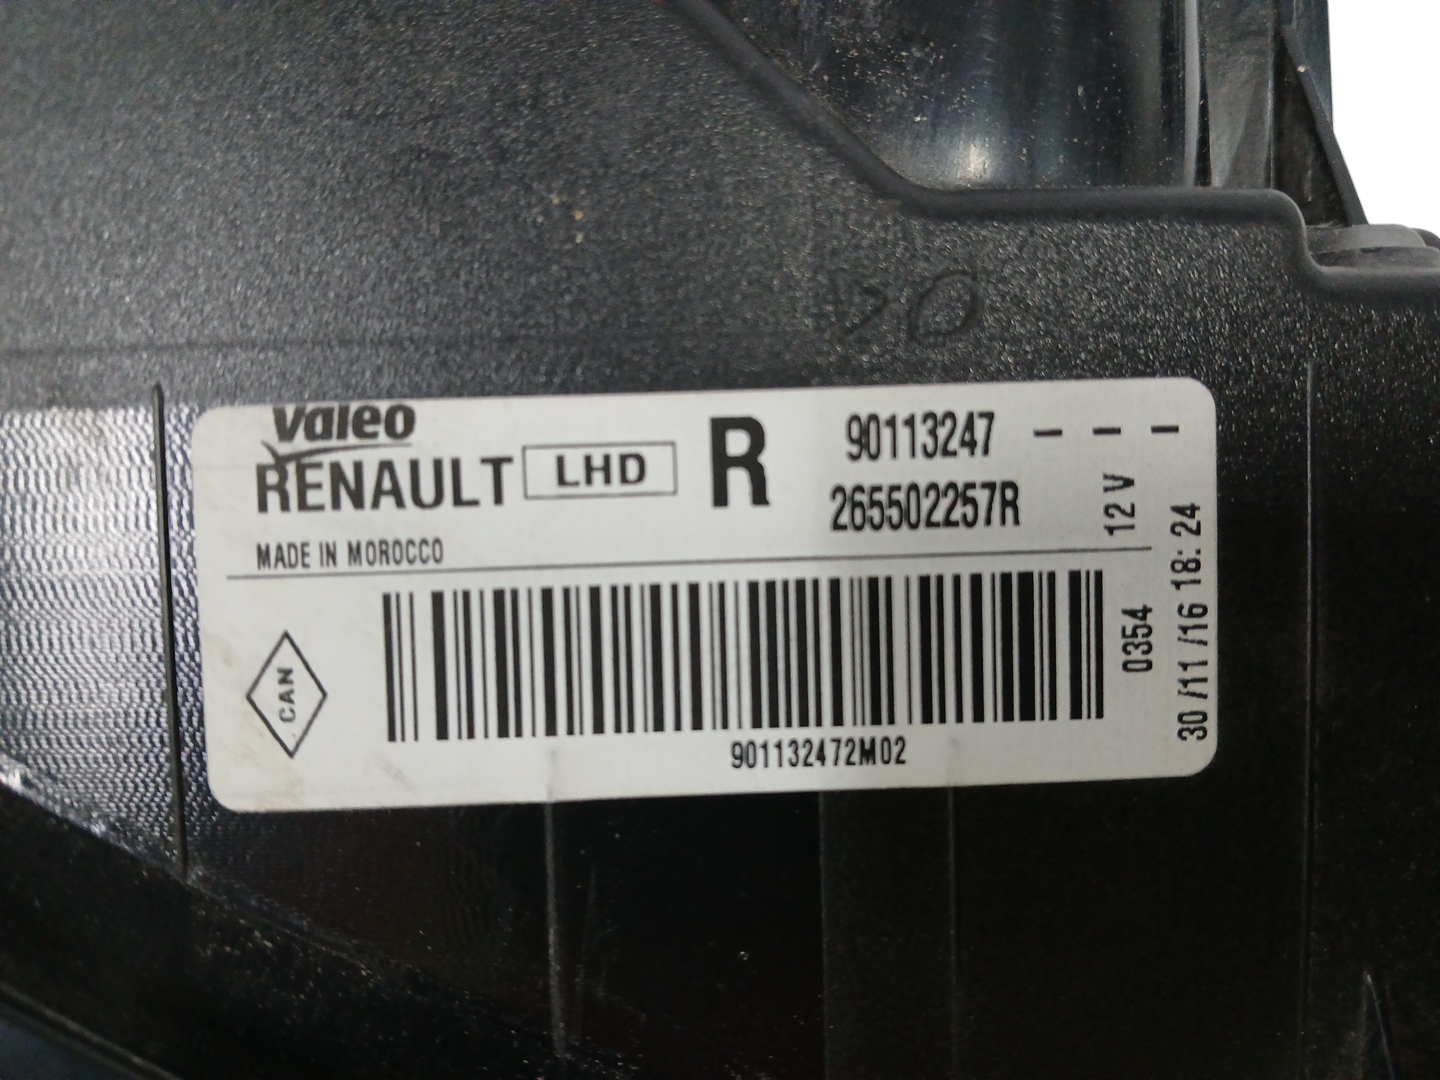 Valeo
RENAULT LHD R
90113247 - - -
265502257R
MADE IN MOROCCO
12 V
CAN
901132472M02
0354
30 /11 /16 18: 24